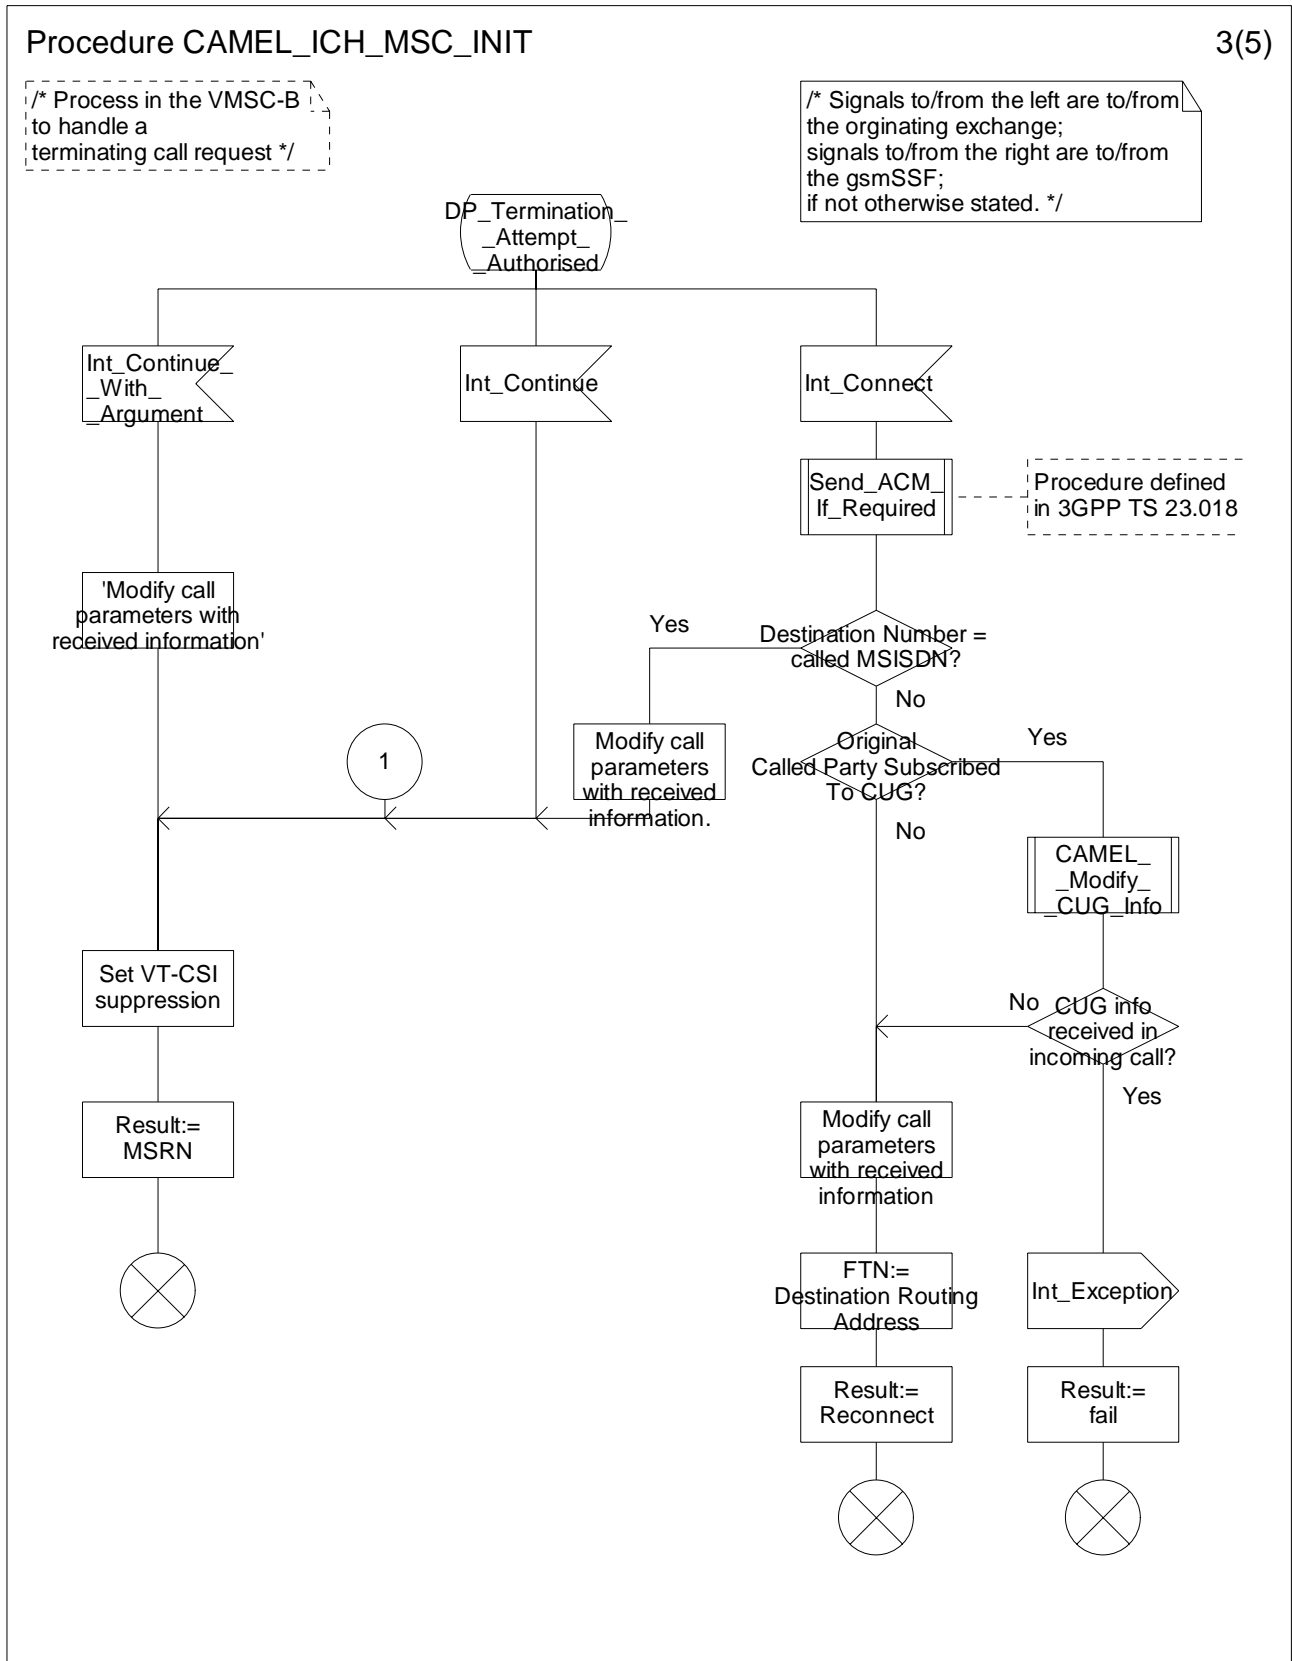 Procedure CAMEL_ICH_MSC_INIT
3(5)
/* Process in the VMSC-B
to handle a
terminating call request */
/* Signals to/from the left are to/from
the orginating exchange;
signals to/from the right are to/from
the gsmSSF;
if not otherwise stated. */
DP_Termination_
_Attempt_
_Authorised
Int_Continue_
_With_
_Argument
Int_Continue
Int_Connect
Send_ACM_
If_Required
Procedure defined
in 3GPP TS 23.018
'Modify call
parameters with
received information'
Yes
Destination Number =
called MSISDN?
No
1
Modify call
parameters
with received
information.
Original
Called Party Subscribed
To CUG?
Yes
No
CAMEL_
_Modify_
_CUG_Info
Set VT-CSI
suppression
No
CUG info
received in
incoming call?
Yes
Result:=
MSRN
Modify call
parameters
with received
information
FTN:=
Destination Routing
Address
Int_Exception
Result:=
Reconnect
Result:=
fail